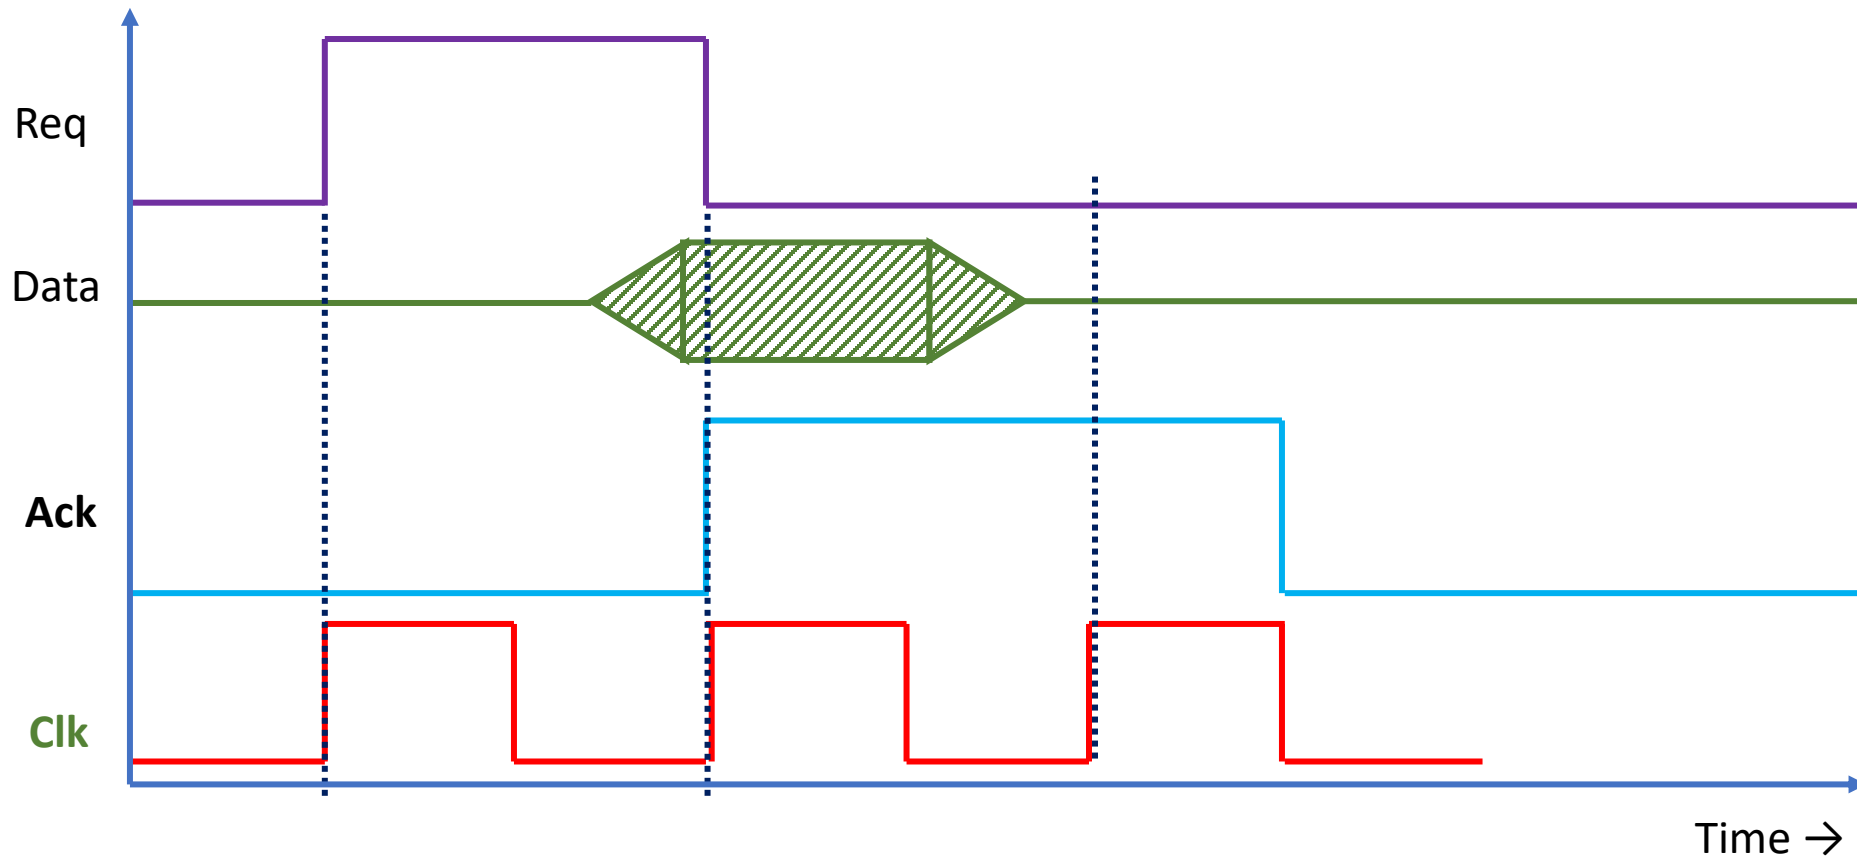 Req
Data
Ack
Clk
Time →